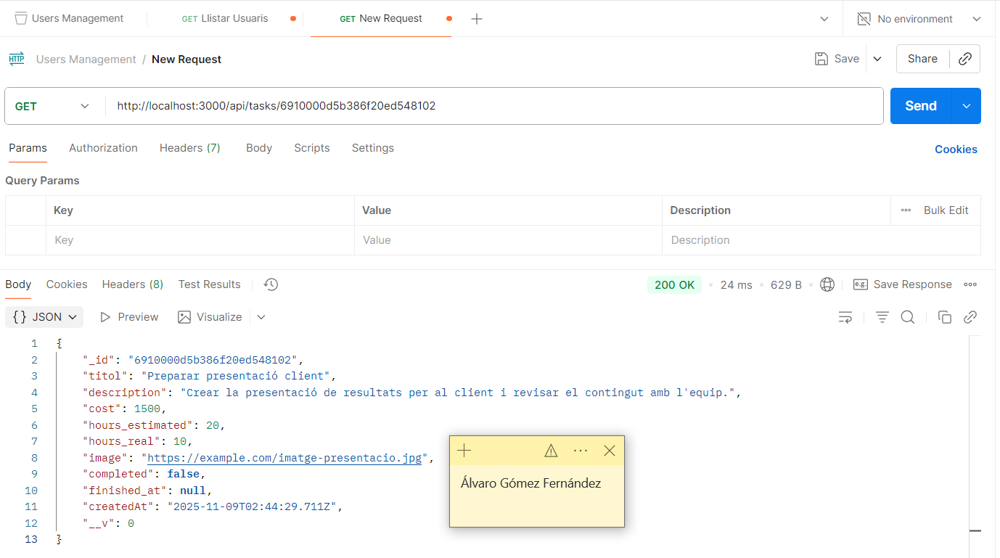 Users Management
GET Llistar Usuaris
GET New Request
No environment
HTTP Users Management / New Request
Save
Share
GET http://localhost:3000/api/tasks/6910000d5b386f20ed548102
Send
Params Authorization Headers (7) Body Scripts Settings
Cookies
Query Params
Key Value Description Bulk Edit
Key Value Description
Body Cookies Headers (8) Test Results
200 OK • 24 ms • 629 B •
e.g. Save Response
{} JSON Preview Visualize
1 {
2 "_id": "6910000d5b386f20ed548102",
3 "titol": "Preparar presentació client",
4 "description": "Crear la presentació de resultats per al client i revisar el contingut amb l'equip.",
5 "cost": 1500,
6 "hours_estimated": 20,
7 "hours_real": 10,
8 "image": "https://example.com/imatge-presentacio.jpg",
9 "completed": false,
10 "finished_at": null,
11 "createdAt": "2025-11-09T02:44:29.711Z",
12 "__v": 0
13 }
Álvaro Gómez Fernández